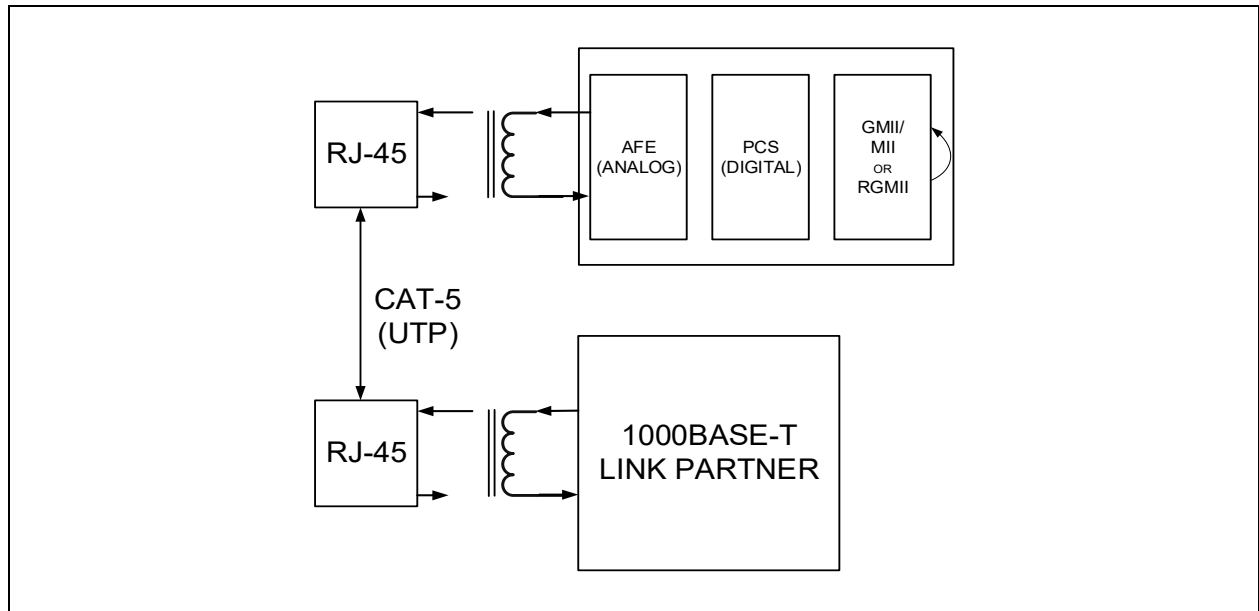 RJ-45
AFE
(ANALOG)
PCS
(DIGITAL)
GMII/
MII
OR
RGMII
CAT-5
(UTP)
RJ-45
1000BASE-T
LINK PARTNER